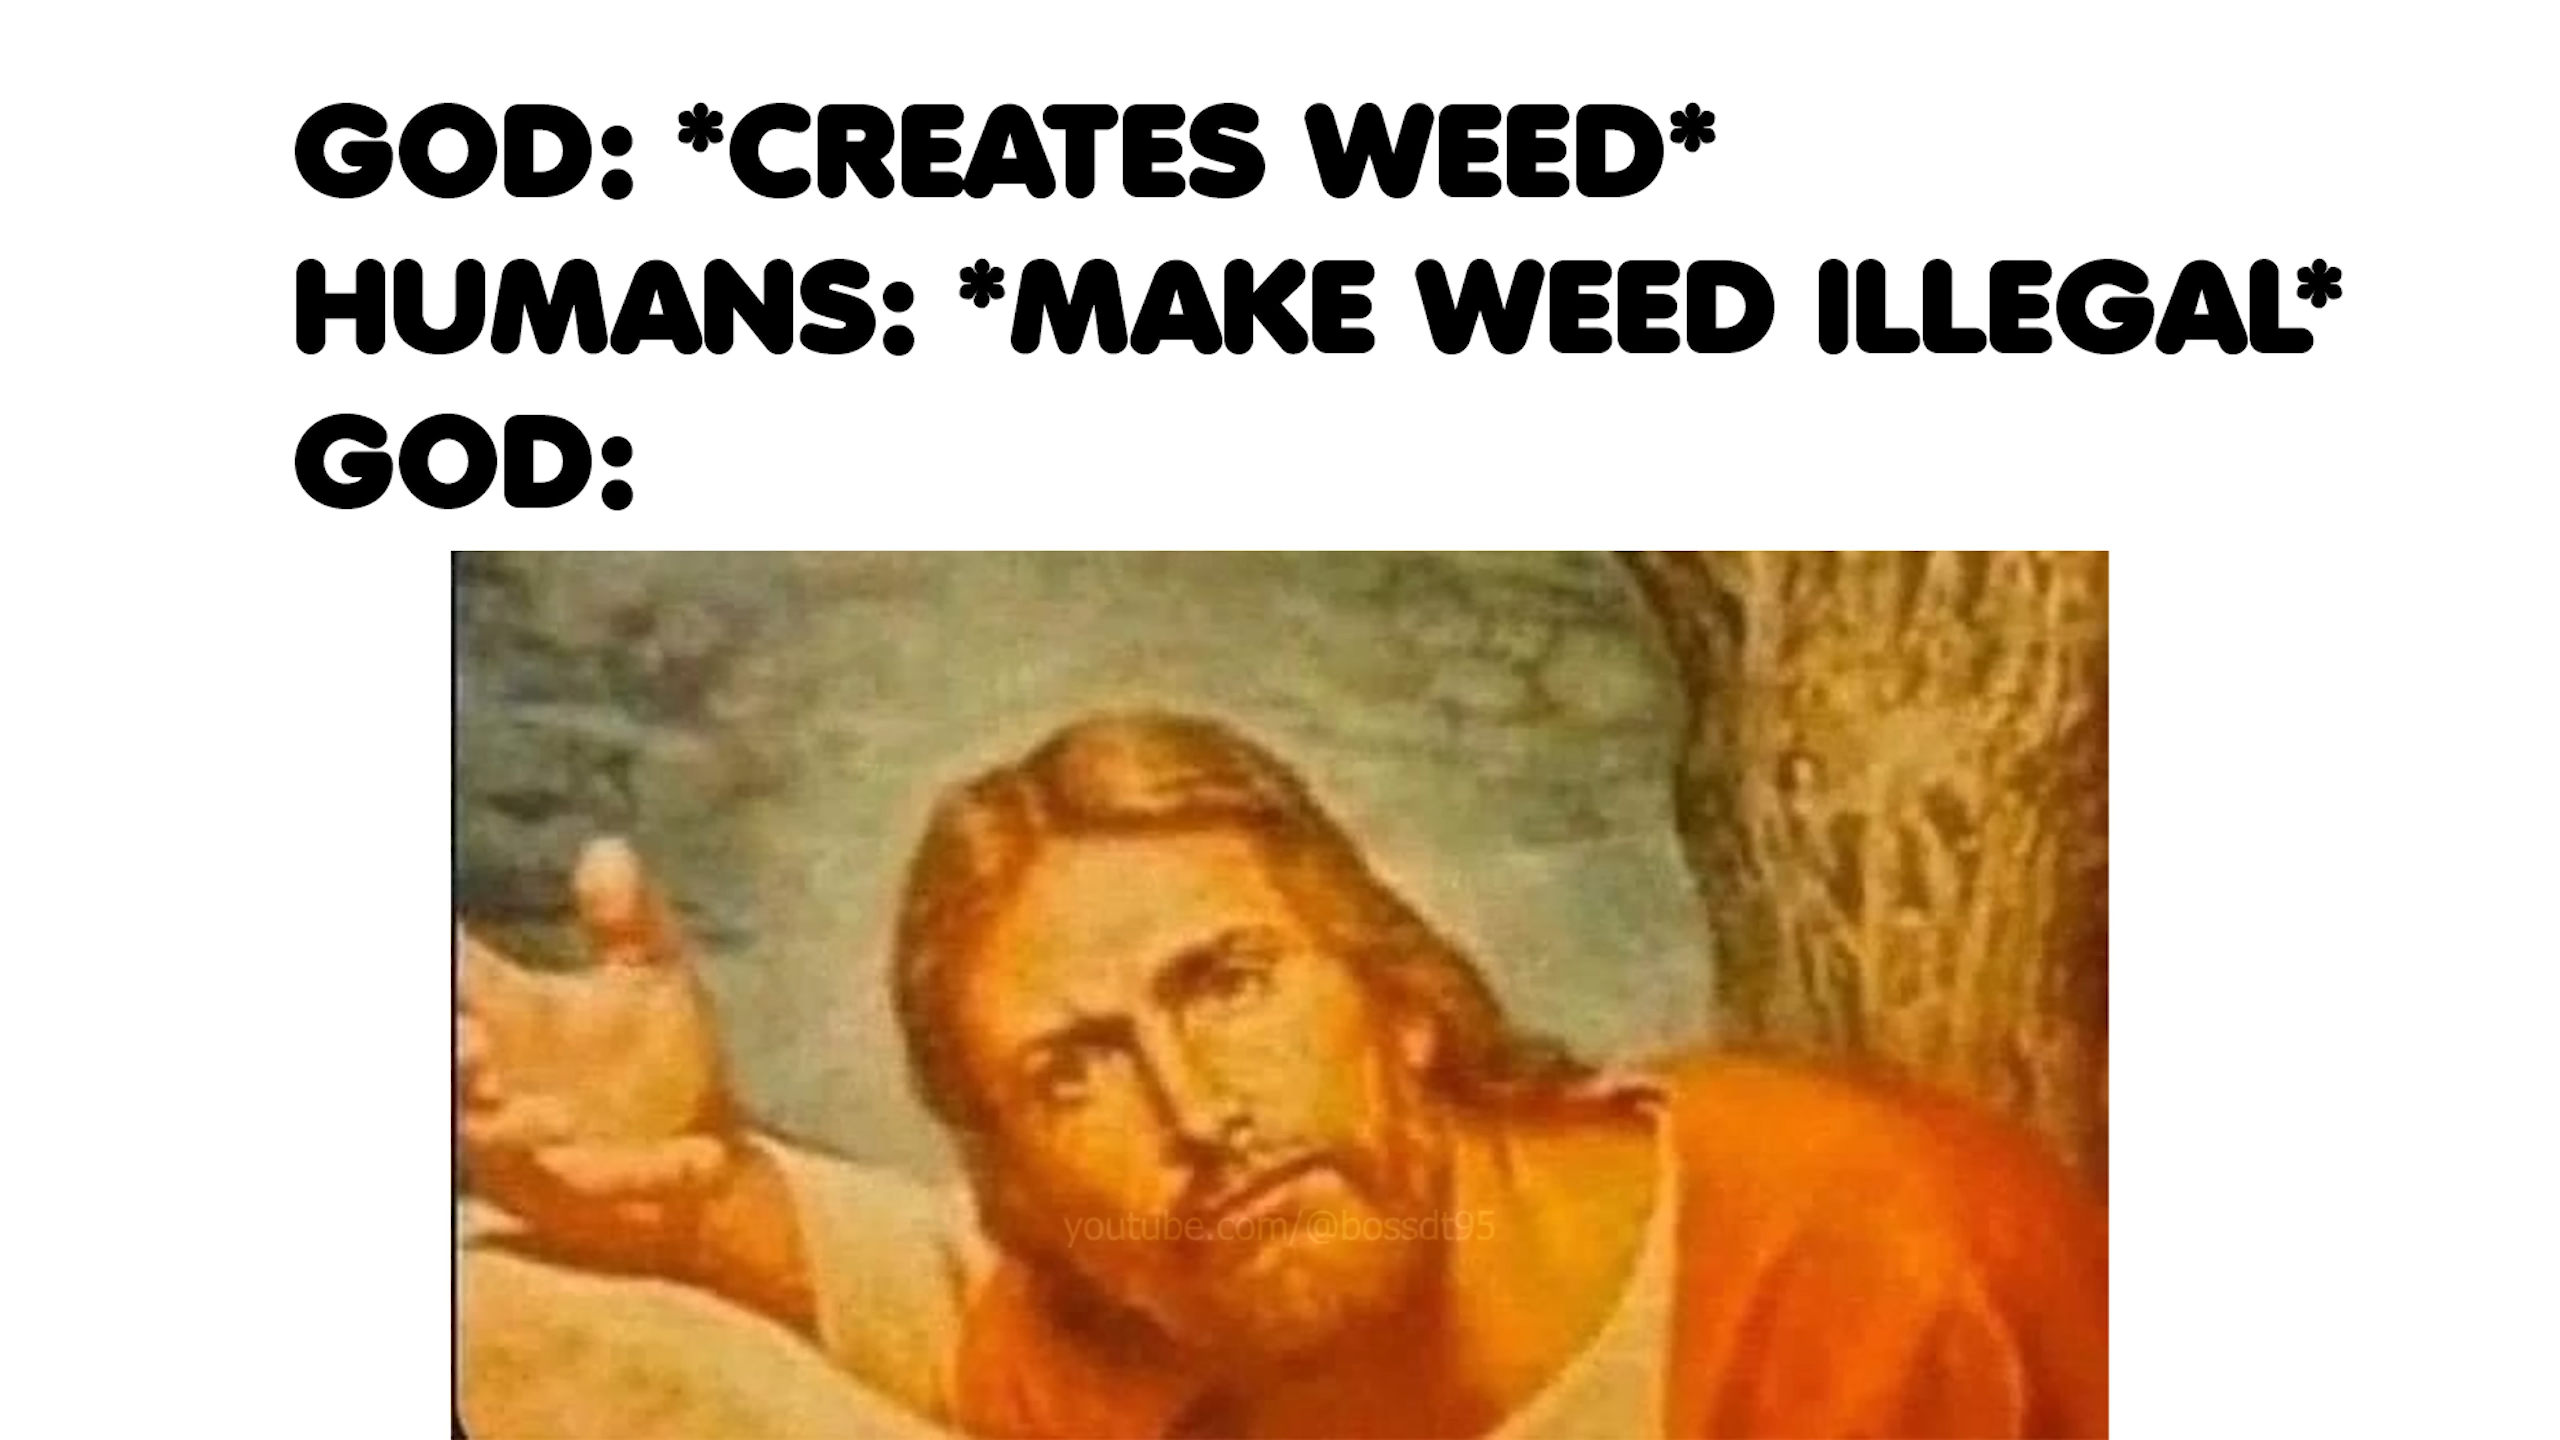 GOD: *CREATES WEED*
HUMANS: *MAKE WEED ILLEGAL*
GOD:
youtube.com/@bossdt95